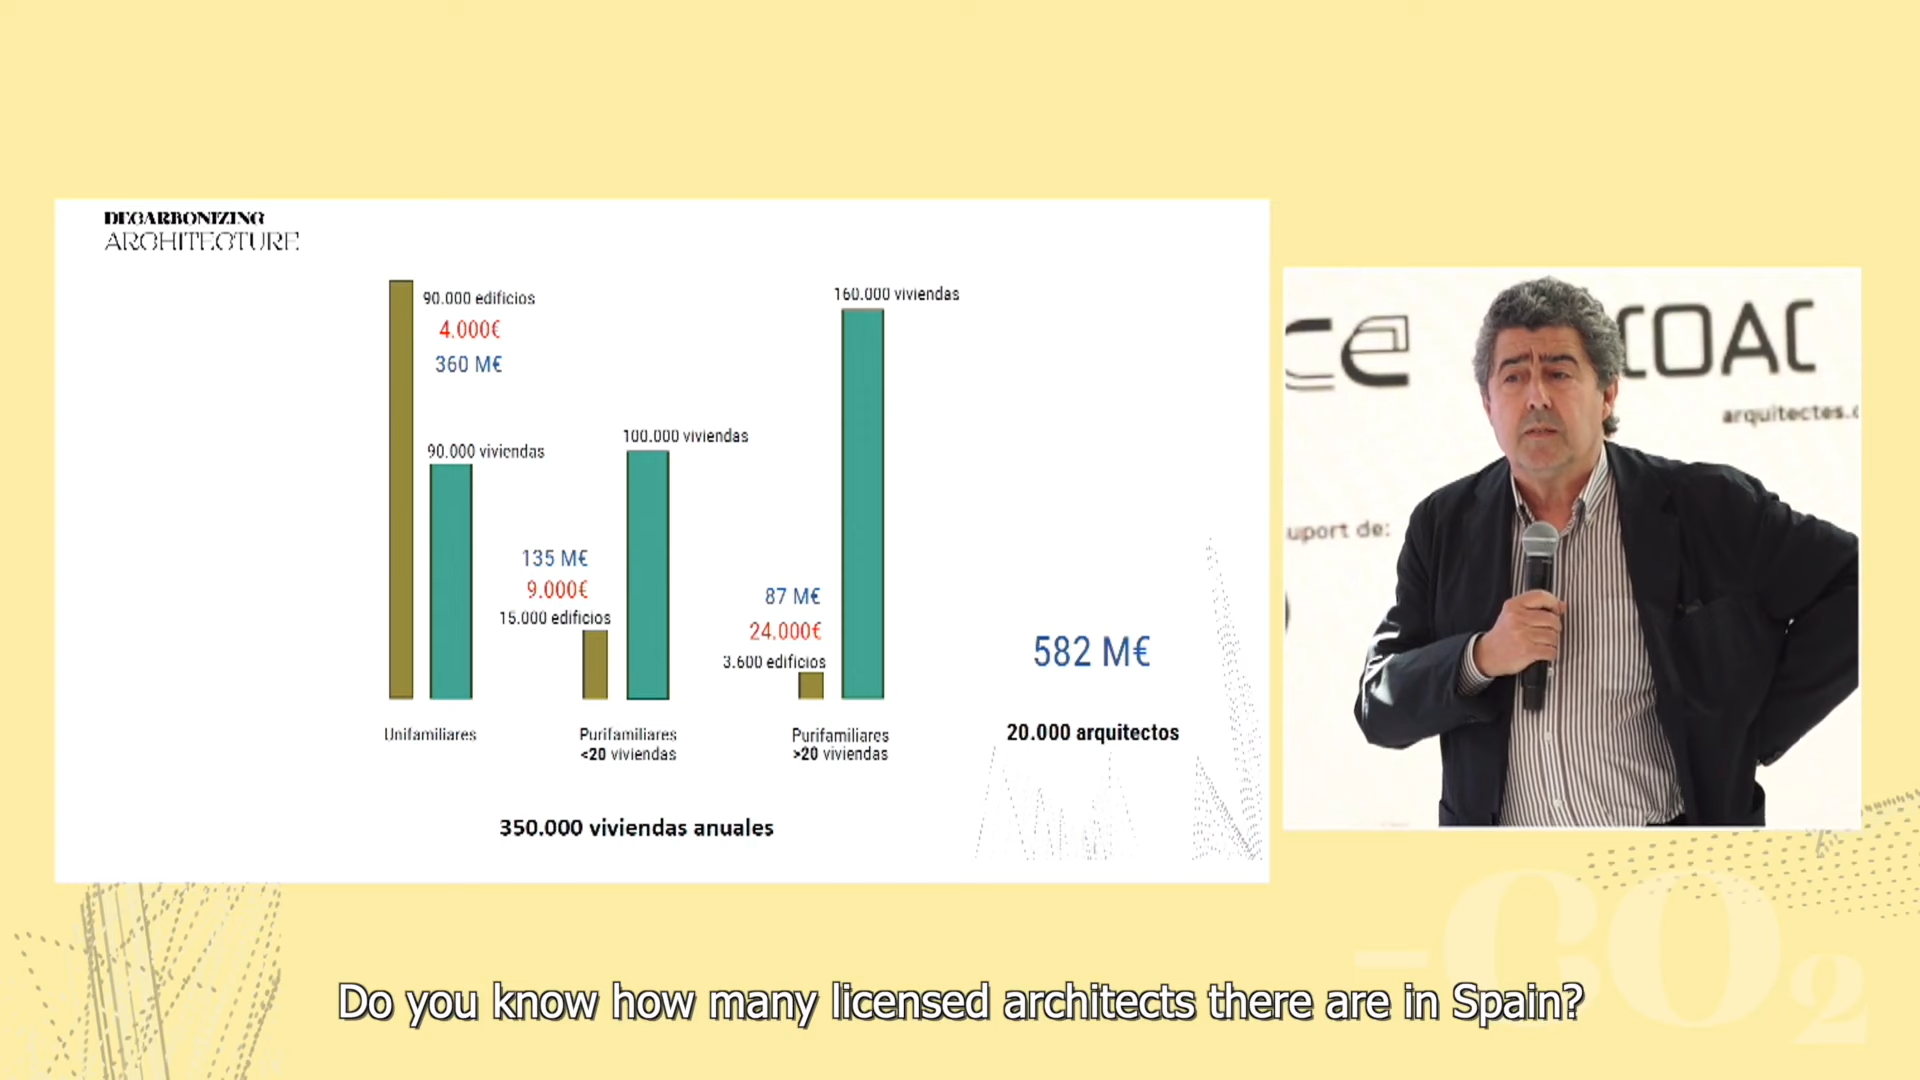 DECARBONIZING
ARCHITECTURE
90.000 edificios
4.000€
360 M€
90.000 viviendas
135 M€
9.000€
15.000 edificios
100.000 viviendas
87 M€
24.000€
3.600 edificios
160.000 viviendas
582 M€
Unifamiliares
Purifamiliares
<20 viviendas
Purifamiliares
>20 viviendas
20.000 arquitectos
350.000 viviendas anuales
ce
COAC
arquitectes.c
uport de:
-CO2
Do you know how many licensed architects there are in Spain?